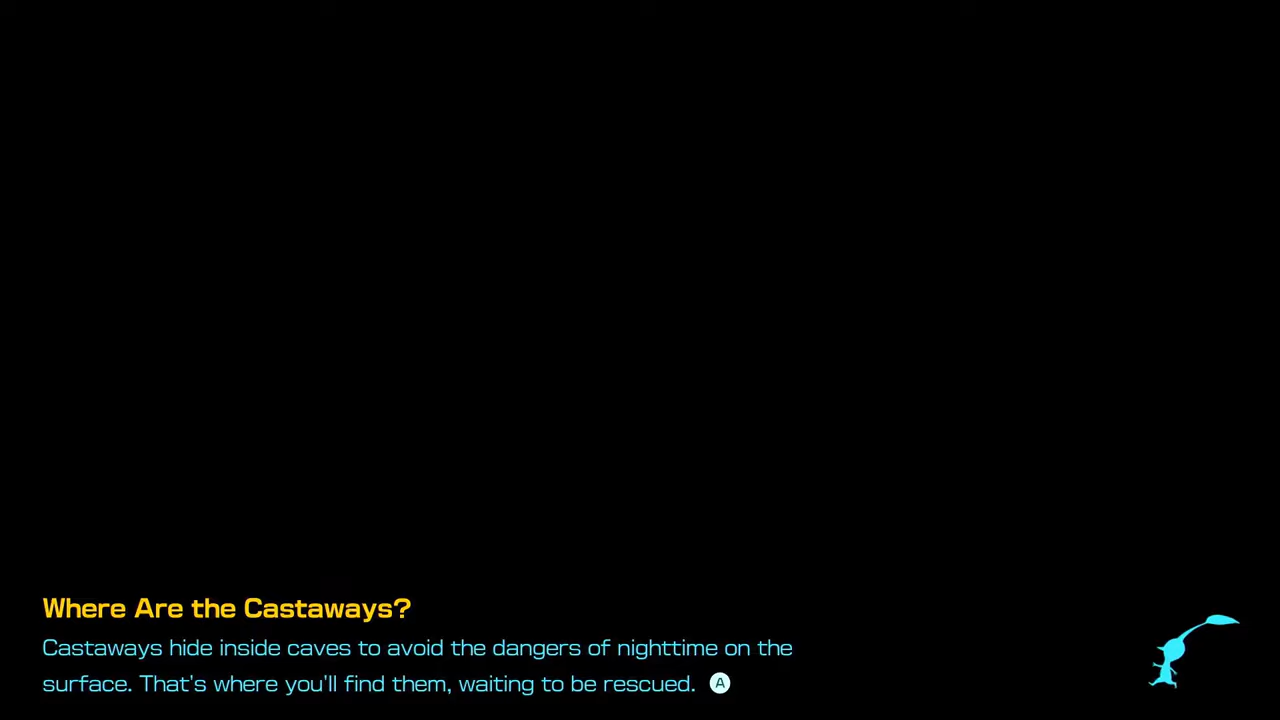 Where Are the Castaways?
Castaways hide inside caves to avoid the dangers of nighttime on the
surface. That's where you'll find them, waiting to be rescued. A